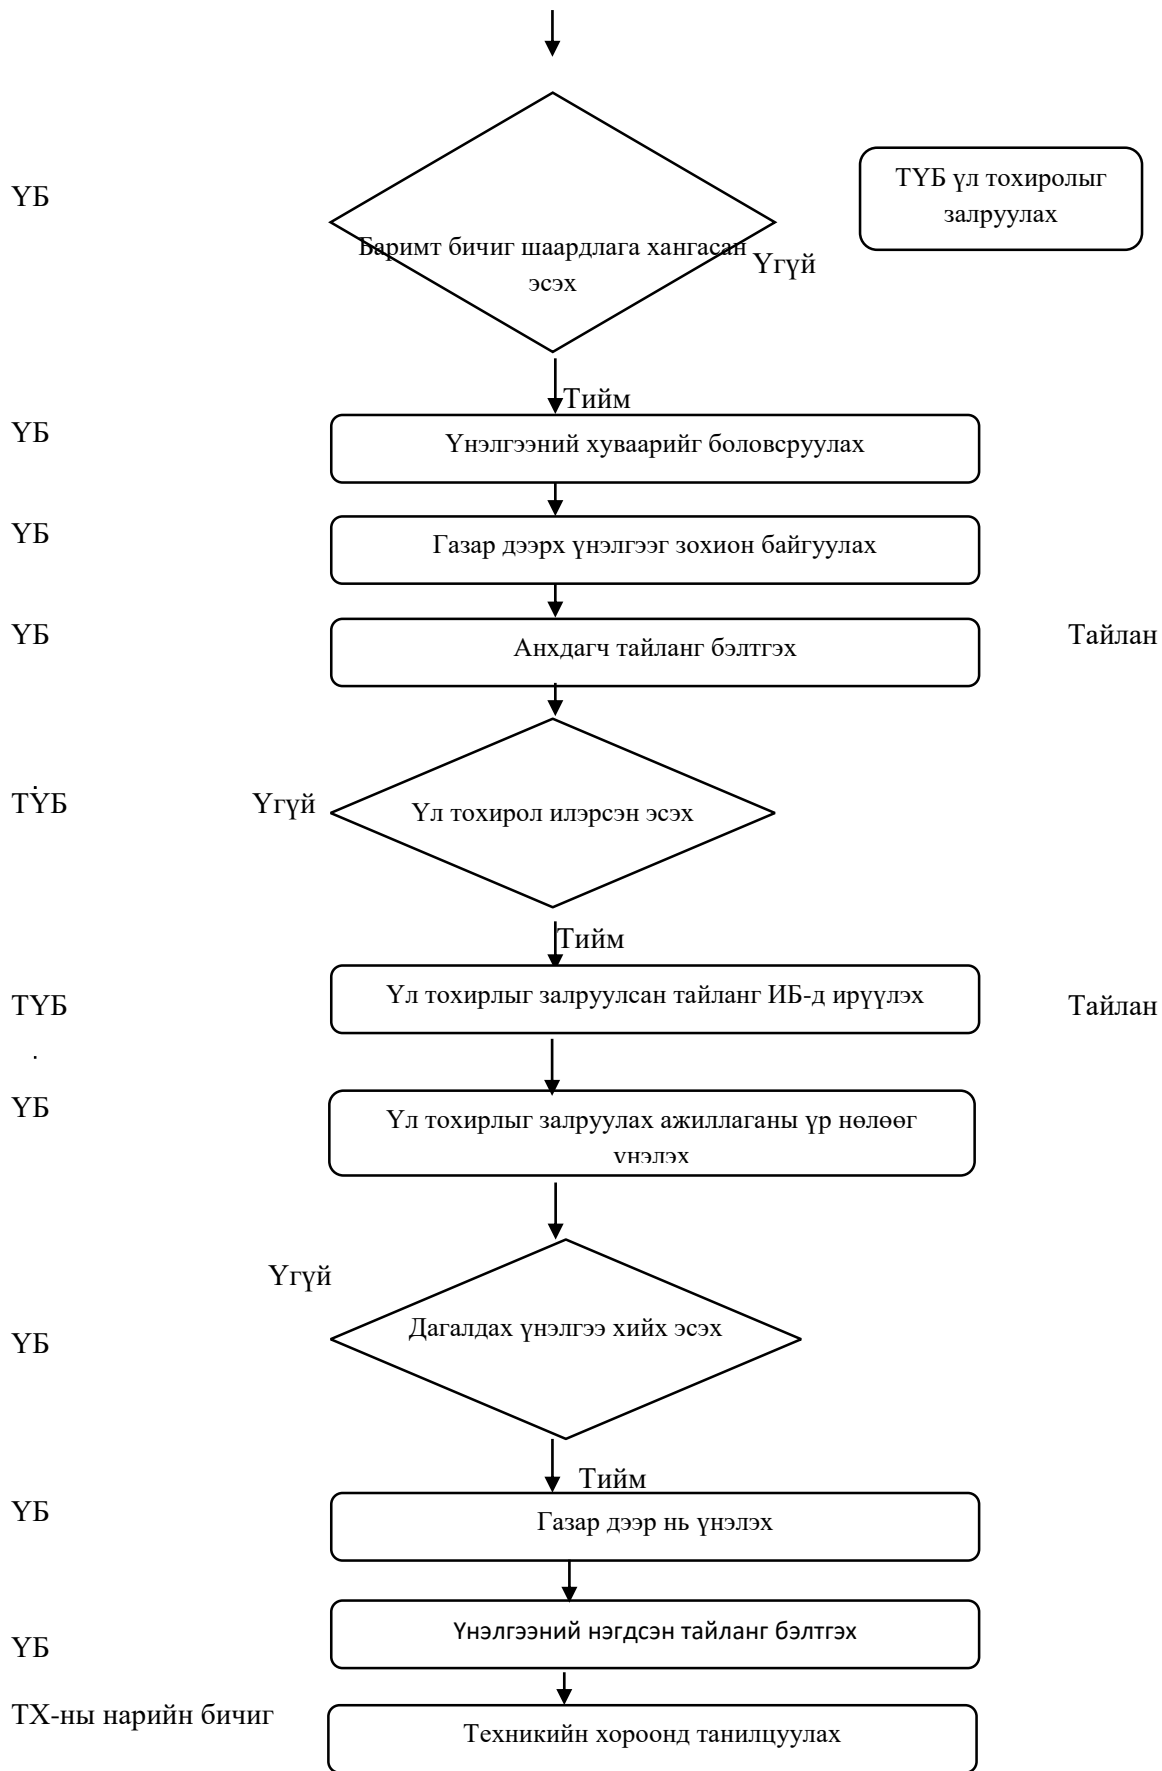 ТҮБ үл тохиролыг
залруулах
ҮБ
Баримт бичиг шаардлага хангасан
эсэх
Үгүй
Тийм
ҮБ
Үнэлгээний хуваарийг боловсруулах
ҮБ
Газар дээрх үнэлгээг зохион байгуулах
ҮБ
Анхдагч тайланг бэлтгэх
Тайлан
ТҮБ
Үгүй
Үл тохирол илэрсэн эсэх
Тийм
ТҮБ
Үл тохирлыг залруулсан тайланг ИБ-д ирүүлэх
Тайлан
.
ҮБ
Үл тохирлыг залруулах ажиллаганы үр нөлөөг
үнэлэх
Үгүй
ҮБ
Дагалдах үнэлгээ хийх эсэх
Тийм
ҮБ
Газар дээр нь үнэлэх
ҮБ
Үнэлгээний нэгдсэн тайланг бэлтгэх
ТХ-ны нарийн бичиг
Техникийн хороонд танилцуулах